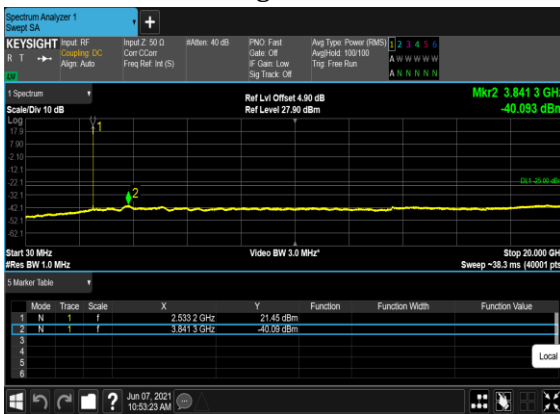 Spectrum Analyzer 1
Swept SA
KEYSIGHT Input: RF Input Z: 50 Ω #Atten: 40 dB PNO: Fast Avg Type: Power (RMS) 1 2 3 4 5 6
R T Coupling: DC Corr CCorr Gate: Off Avg|Hold: 100/100 A W W W W W
Align: Auto Freq Ref: Int (S) IF Gain: Low Trig: Free Run
LXI Sig Track: Off A N N N N N
1 Spectrum Ref Lvl Offset 4.90 dB Mkr2 3.841 3 GHz
Scale/Div 10 dB Ref Level 27.90 dBm -40.093 dBm
Log
17.9 1
7.90
-2.10
-12.1
-22.1 DL1 -25.00 dBm
-32.1 2
-42.1
-52.1
-62.1
Start 30 MHz Video BW 3.0 MHz* Stop 20.000 GHz
#Res BW 1.0 MHz Sweep ~38.3 ms (40001 pts)
5 Marker Table
Mode Trace Scale X Y Function Function Width Function Value
1 N 1 f 2.533 2 GHz 21.45 dBm
2 N 1 f 3.841 3 GHz -40.09 dBm
3
4
5
6
Local
Jun 07, 2021
10:53:23 AM